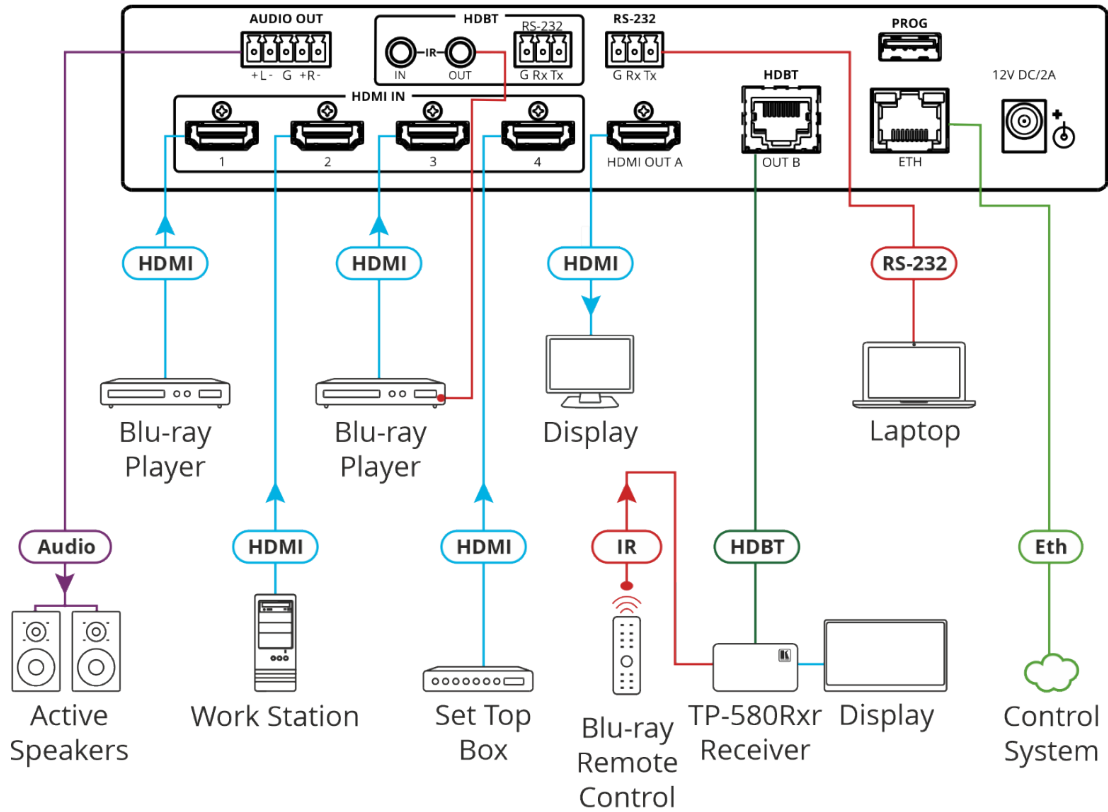 AUDIO OUT
HDBT
RS-232
RS-232
PROG
IR
IN
OUT
+L- G +R-
G Rx Tx
G Rx Tx
HDBT
12V DC/2A
+
HDMI IN
1
2
3
4
HDMI OUT A
OUT B
ETH
HDMI
HDMI
HDMI
RS-232
Blu-ray
Player
Blu-ray
Player
Display
Laptop
Audio
HDMI
HDMI
IR
HDBT
Eth
Active
Speakers
Work Station
Set Top
Box
Blu-ray
Remote
Control
TP-580Rxr
Receiver
Display
Control
System